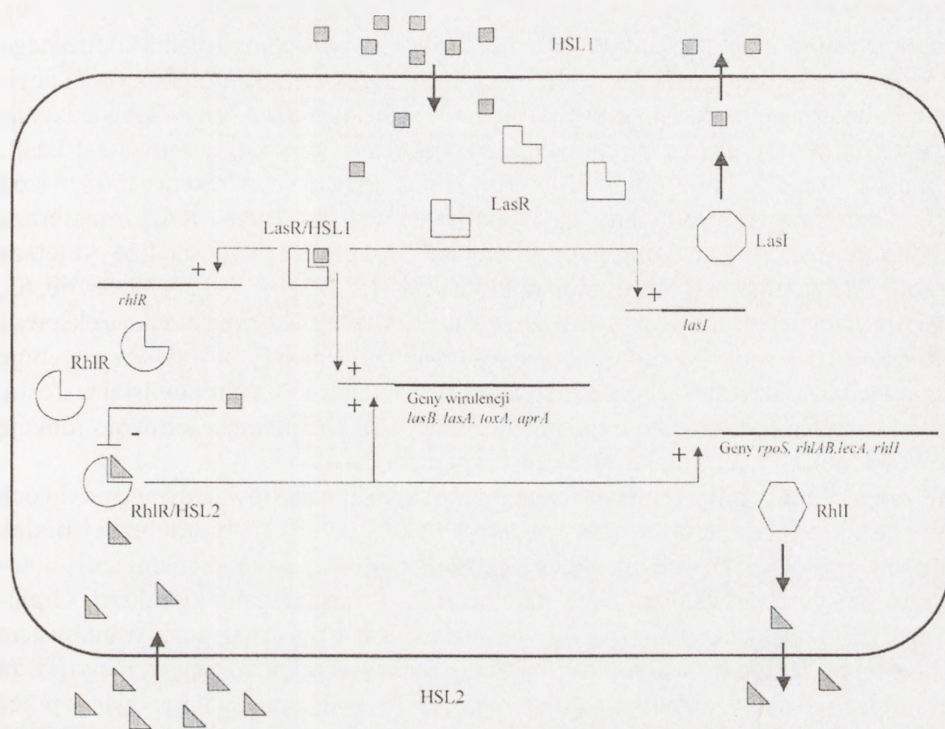 HSL1
LasR
LasI
LasR/HSL1
+
+
rhlR
lasI
RhlR
+
+
Geny wirulencji
lasB, lasA, toxA, aprA
-
+
Geny rpoS, rhlAB, lecA, rhlI
RhlR/HSL2
RhlI
HSL2